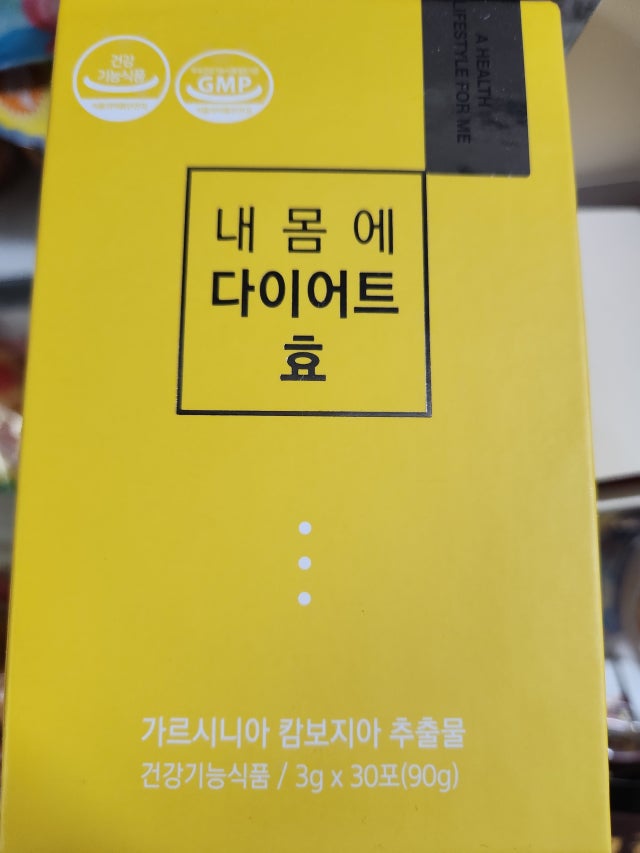 건강
기능식품
GMP
A HEALTH
LIFESTYLE FOR ME
내 몸에
다이어트
효
가르시니아 캄보지아 추출물
건강기능식품 / 3g x 30포(90g)